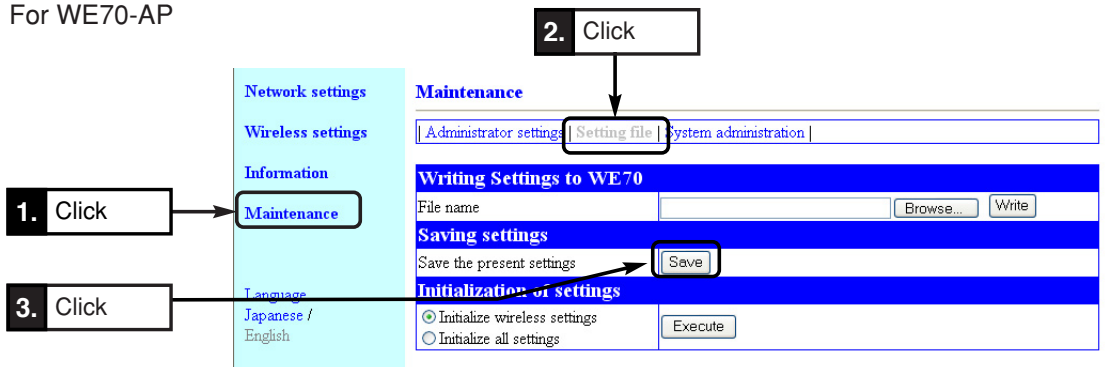 For WE70-AP
2. Click
Network settings
Maintenance
Wireless settings
| Administrator settings | Setting file | System administration |
Information
Writing Settings to WE70
1. Click
Maintenance
File name
Browse...
Write
Saving settings
Save the present settings
Save
3. Click
Language
Initialization of settings
Japanese /
Initialize wireless settings
Execute
English
Initialize all settings